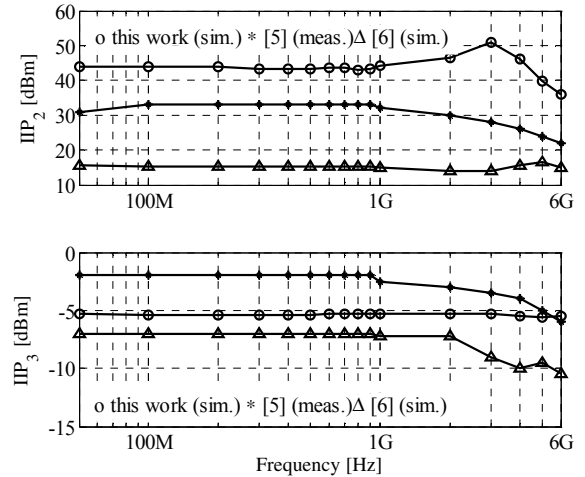 60
50
40
30
20
10
IIP2 [dBm]
o this work (sim.) * [5] (meas.)Δ [6] (sim.)
100M 1G 6G
0
-5
-10
-15
IIP3 [dBm]
o this work (sim.) * [5] (meas.)Δ [6] (sim.)
100M 1G 6G
Frequency [Hz]